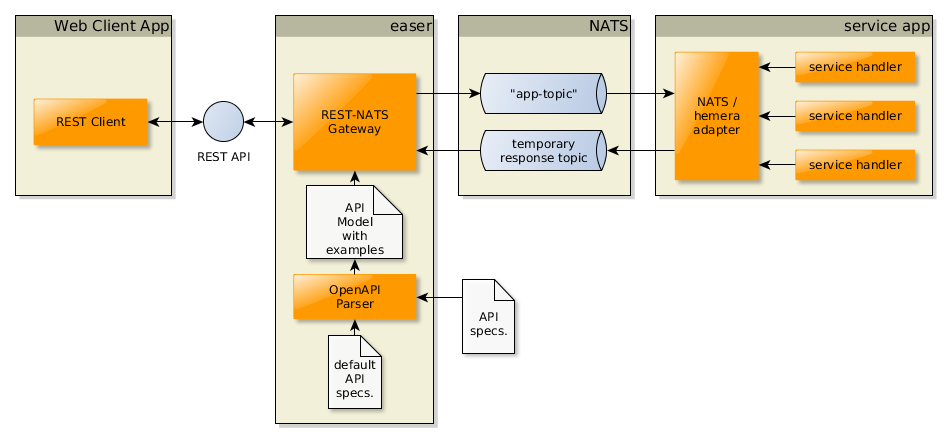 Web Client App
REST Client
REST API
easer
REST-NATS
Gateway
API
Model
with
examples
OpenAPI
Parser
default
API
specs.
API
specs.
NATS
"app-topic"
temporary
response topic
service app
NATS /
hemera
adapter
service handler
service handler
service handler